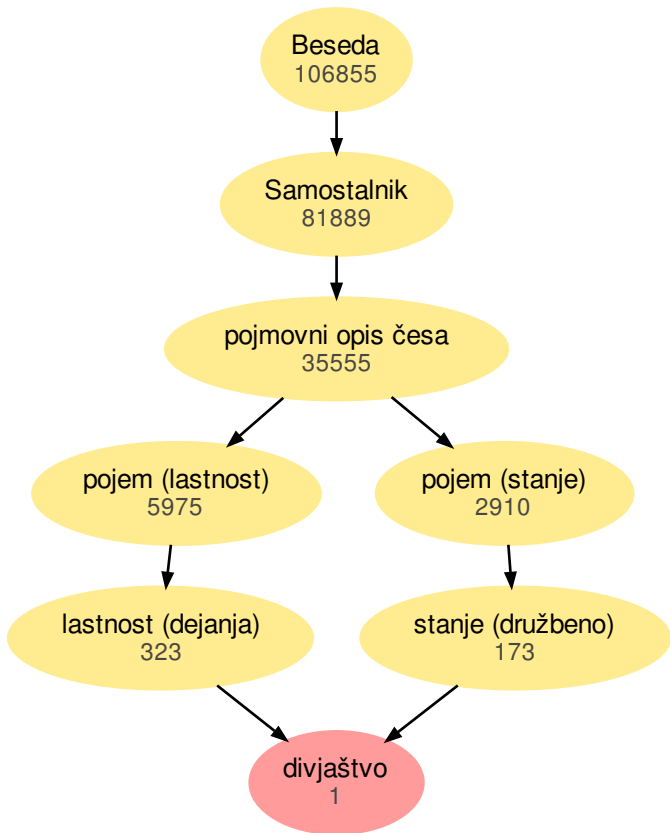 Beseda
106855
Samostalnik
81889
pojmovni opis česa
35555
pojem (lastnost)
5975
pojem (stanje)
2910
lastnost (dejanja)
323
stanje (družbeno)
173
divjaštvo
1